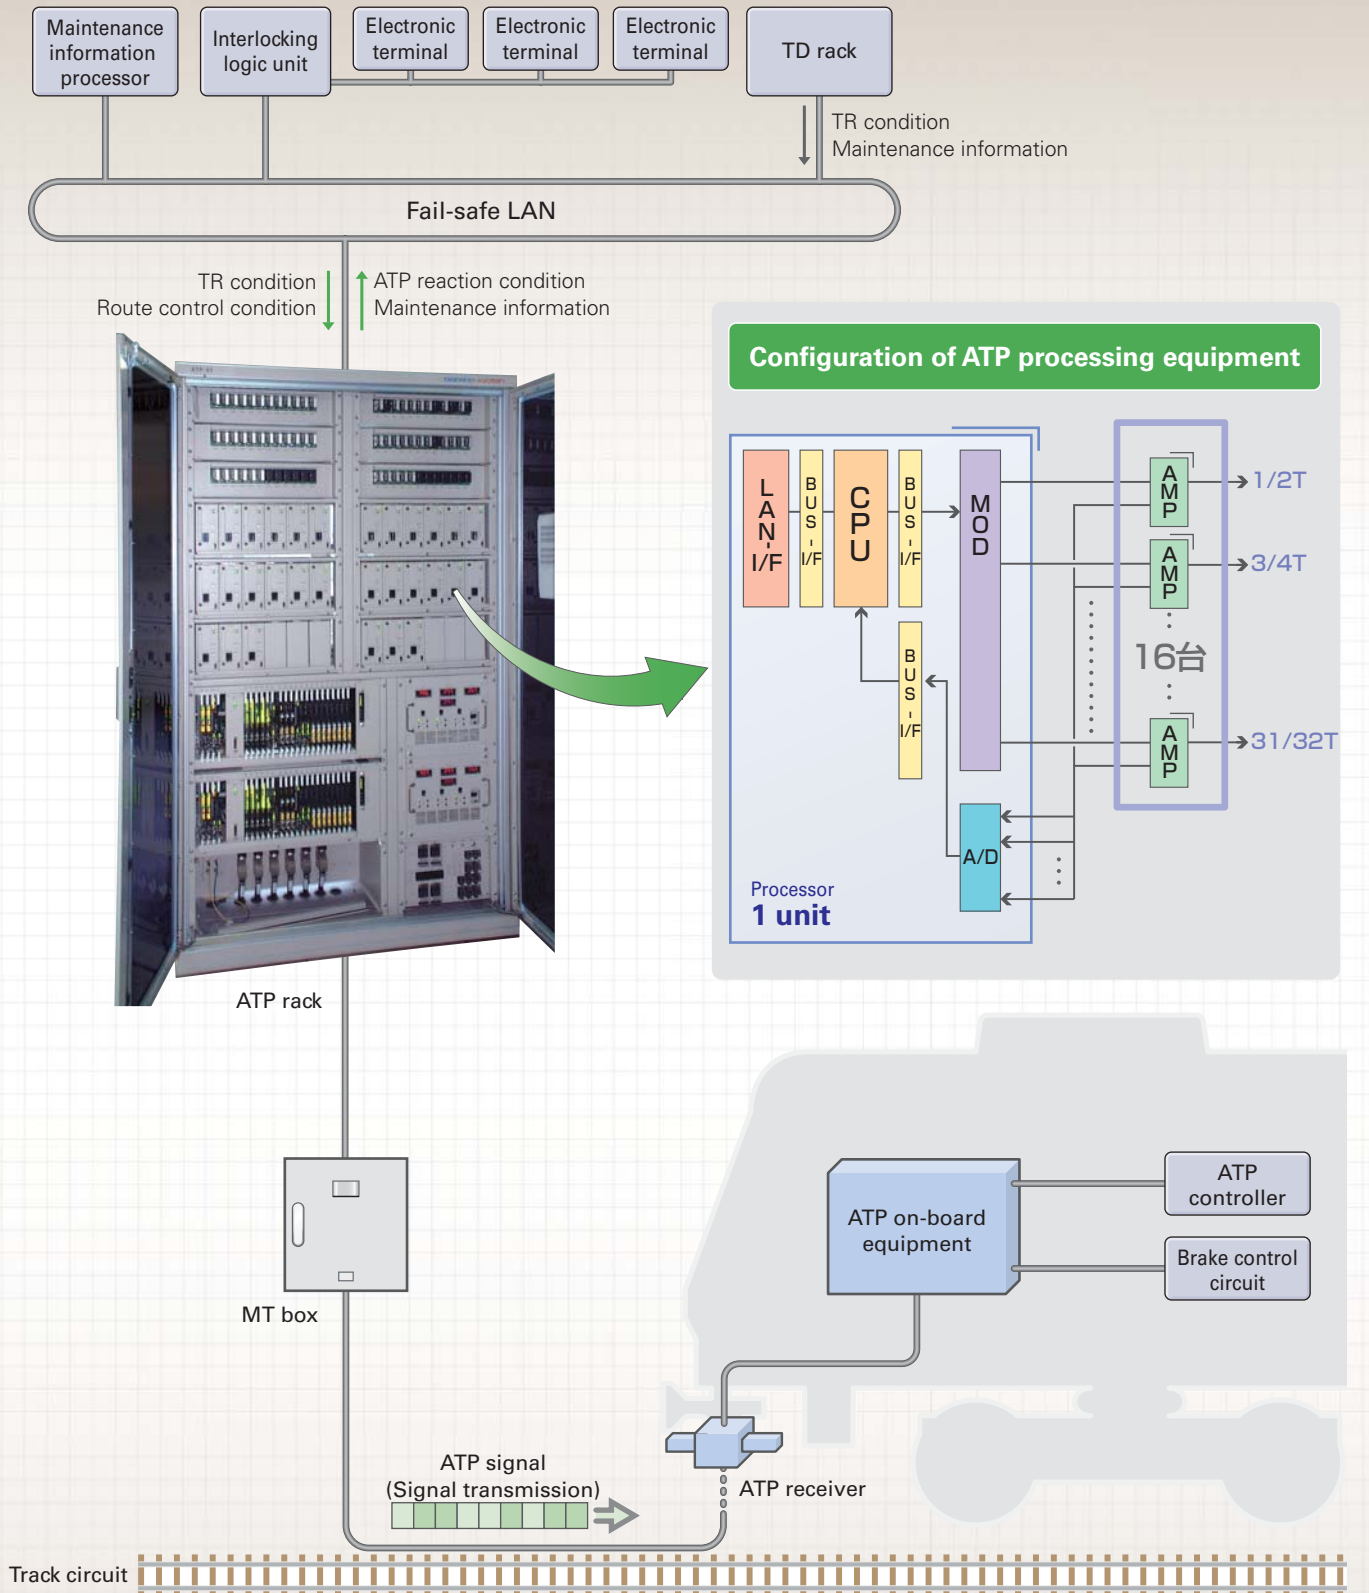 Maintenance
information
processor
Interlocking
logic unit
Electronic
terminal
Electronic
terminal
Electronic
terminal
TD rack
TR condition
Maintenance information
Fail-safe LAN
TR condition
Route control condition
ATP reaction condition
Maintenance information
Configuration of ATP processing equipment
LAN-I/F
BUS-I/F
CPU
BUS-I/F
MOD
AMP
1/2T
AMP
3/4T
16台
BUS-I/F
AMP
31/32T
A/D
Processor
1 unit
ATP rack
ATP on-board
equipment
ATP
controller
Brake control
circuit
MT box
ATP signal
(Signal transmission)
ATP receiver
Track circuit